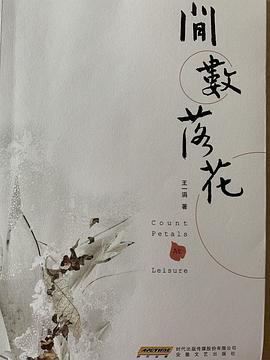 閒
數
落
花
王一涓 著
Count
Petals
At
Leisure
时代出版传媒股份有限公司
安徽文艺出版社